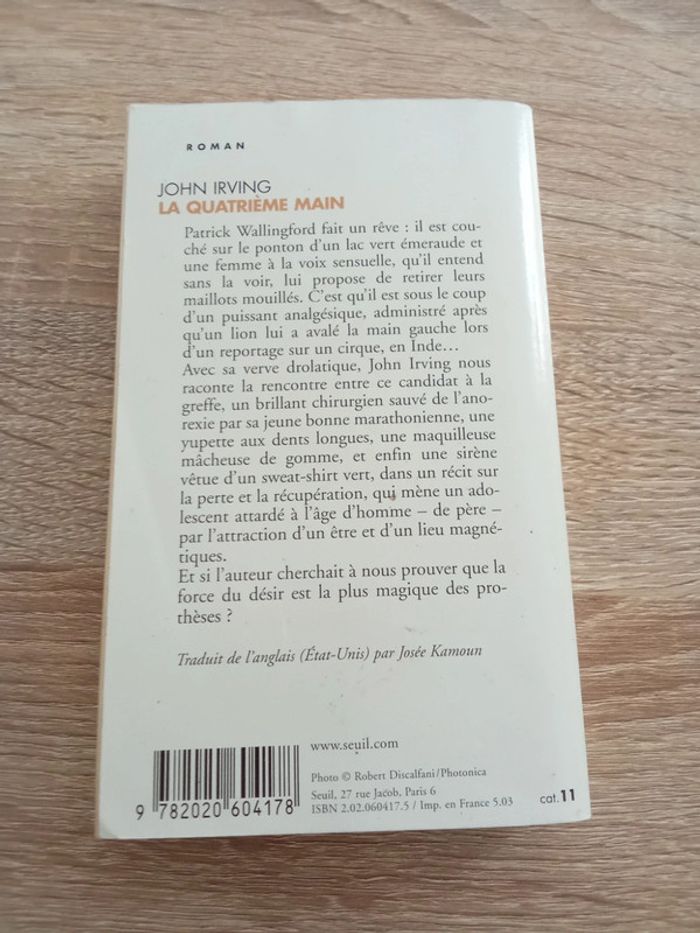 ROMAN
JOHN IRVING
LA QUATRIÈME MAIN
Patrick Wallingford fait un rêve : il est cou-
ché sur le ponton d'un lac vert émeraude et
une femme à la voix sensuelle, qu'il entend
sans la voir, lui propose de retirer leurs
maillots mouillés. C'est qu'il est sous le coup
d'un puissant analgésique, administré après
qu'un lion lui a avalé la main gauche lors
d'un reportage sur un cirque, en Inde…
Avec sa verve drolatique, John Irving nous
raconte la rencontre entre ce candidat à la
greffe, un brillant chirurgien sauvé de l'ano-
rexie par sa jeune bonne marathonienne, une
yupette aux dents longues, une maquilleuse
mâcheuse de gomme, et enfin une sirène
vêtue d'un sweat-shirt vert, dans un récit sur
la perte et la récupération, qui mène un ado-
lescent attardé à l'âge d'homme – de père –
par l'attraction d'un être et d'un lieu magné-
tiques.
Et si l'auteur cherchait à nous prouver que la
force du désir est la plus magique des pro-
thèses ?
Traduit de l'anglais (État-Unis) par Josée Kamoun
www.seuil.com
Photo © Robert Discalfani/Photonica
Seuil, 27 rue Jacob, Paris 6
ISBN 2.02.060417.5 / Imp. en France 5.03
9 782020 604178
cat.11